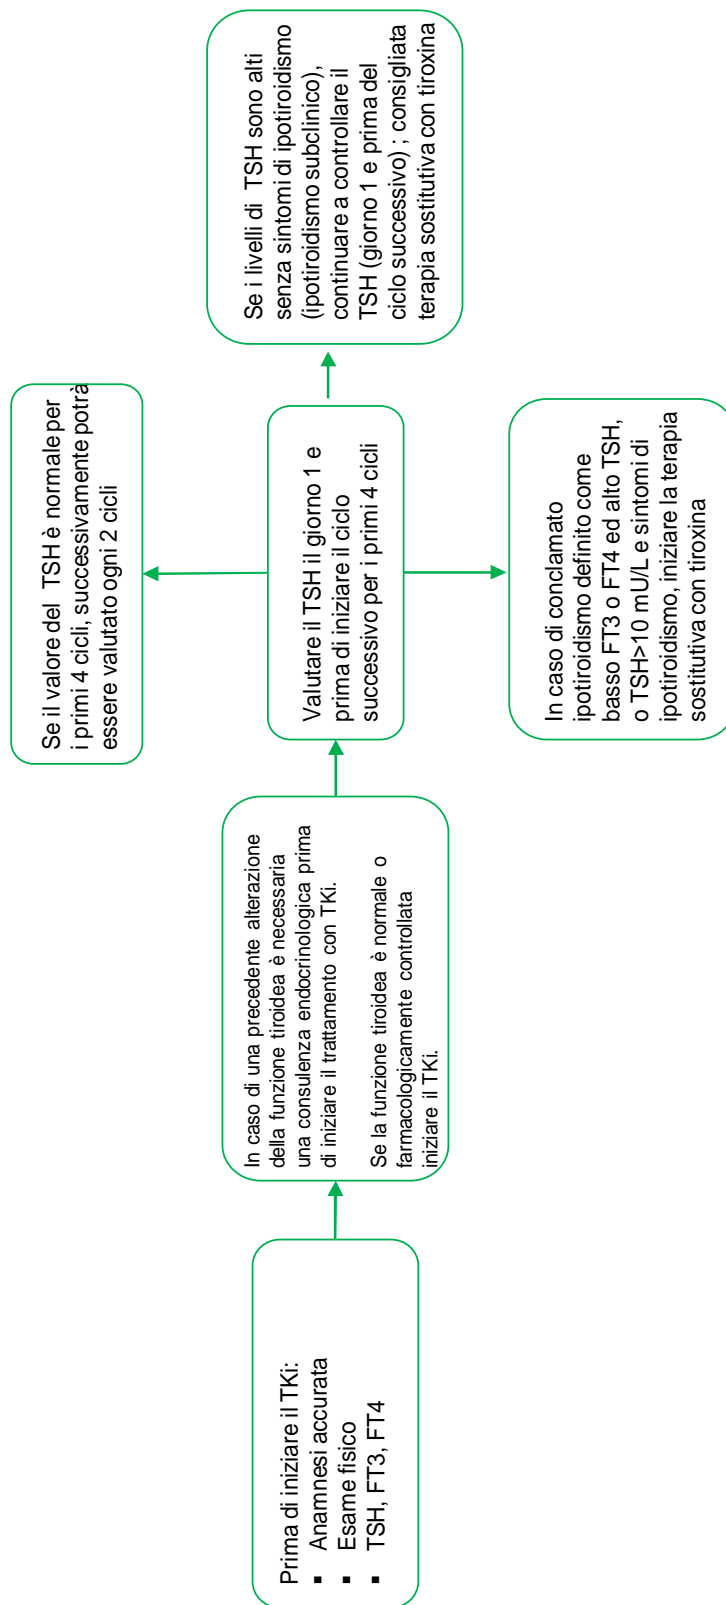 Prima di iniziare il TKi:
▪ Anamnesi accurata
▪ Esame fisico
▪ TSH, FT3, FT4
In caso di una precedente alterazione
della funzione tiroidea è necessaria
una consulenza endocrinologica prima
di iniziare il trattamento con TKi.
Se la funzione tiroidea è normale o
farmacologicamente controllata
iniziare il TKi.
Valutare il TSH il giorno 1 e
prima di iniziare il ciclo
successivo per i primi 4 cicli
Se il valore del TSH è normale per
i primi 4 cicli, successivamente potrà
essere valutato ogni 2 cicli
Se i livelli di TSH sono alti
senza sintomi di ipotiroidismo
(ipotiroidismo subclinico),
continuare a controllare il
TSH (giorno 1 e prima del
ciclo successivo) ; consigliata
terapia sostitutiva con tiroxina
In caso di conclamato
ipotiroidismo definito come
basso FT3 o FT4 ed alto TSH,
o TSH>10 mU/L e sintomi di
ipotiroidismo, iniziare la terapia
sostitutiva con tiroxina